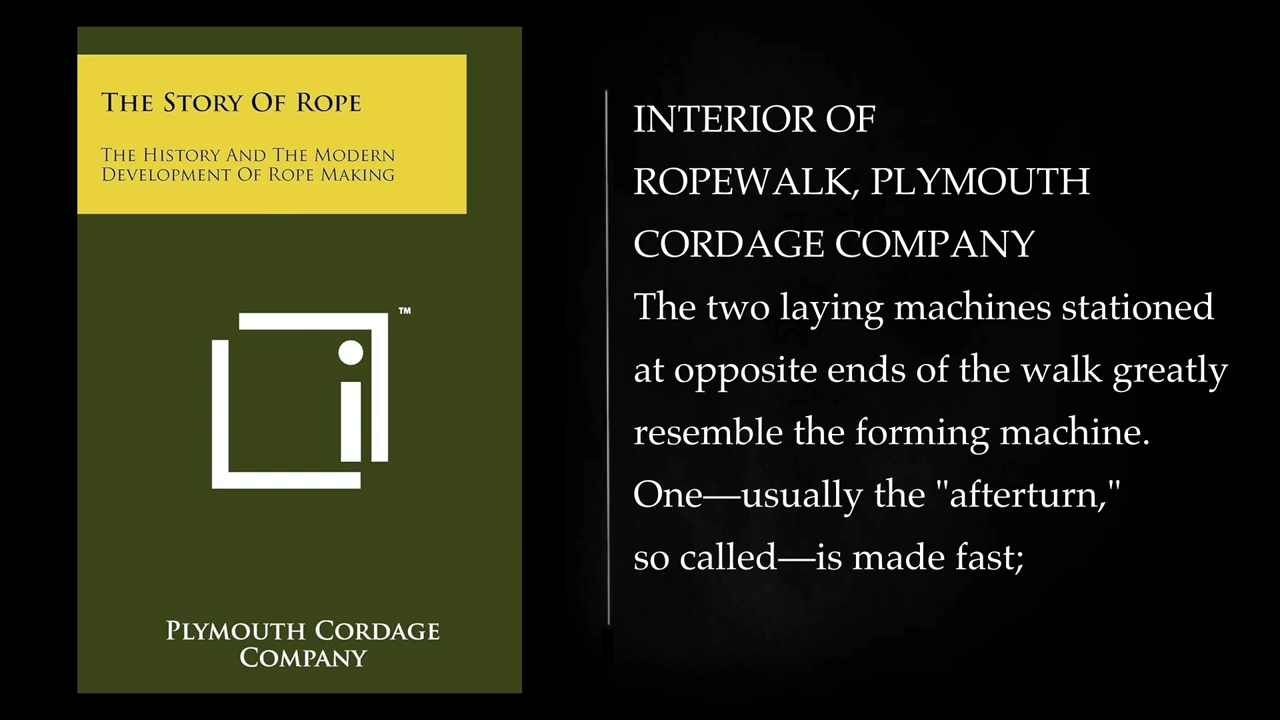 THE STORY OF ROPE
THE HISTORY AND THE MODERN
DEVELOPMENT OF ROPE MAKING
TM
PLYMOUTH CORDAGE
COMPANY
INTERIOR OF
ROPEWALK, PLYMOUTH
CORDAGE COMPANY
The two laying machines stationed
at opposite ends of the walk greatly
resemble the forming machine.
One—usually the "afterturn,"
so called—is made fast;